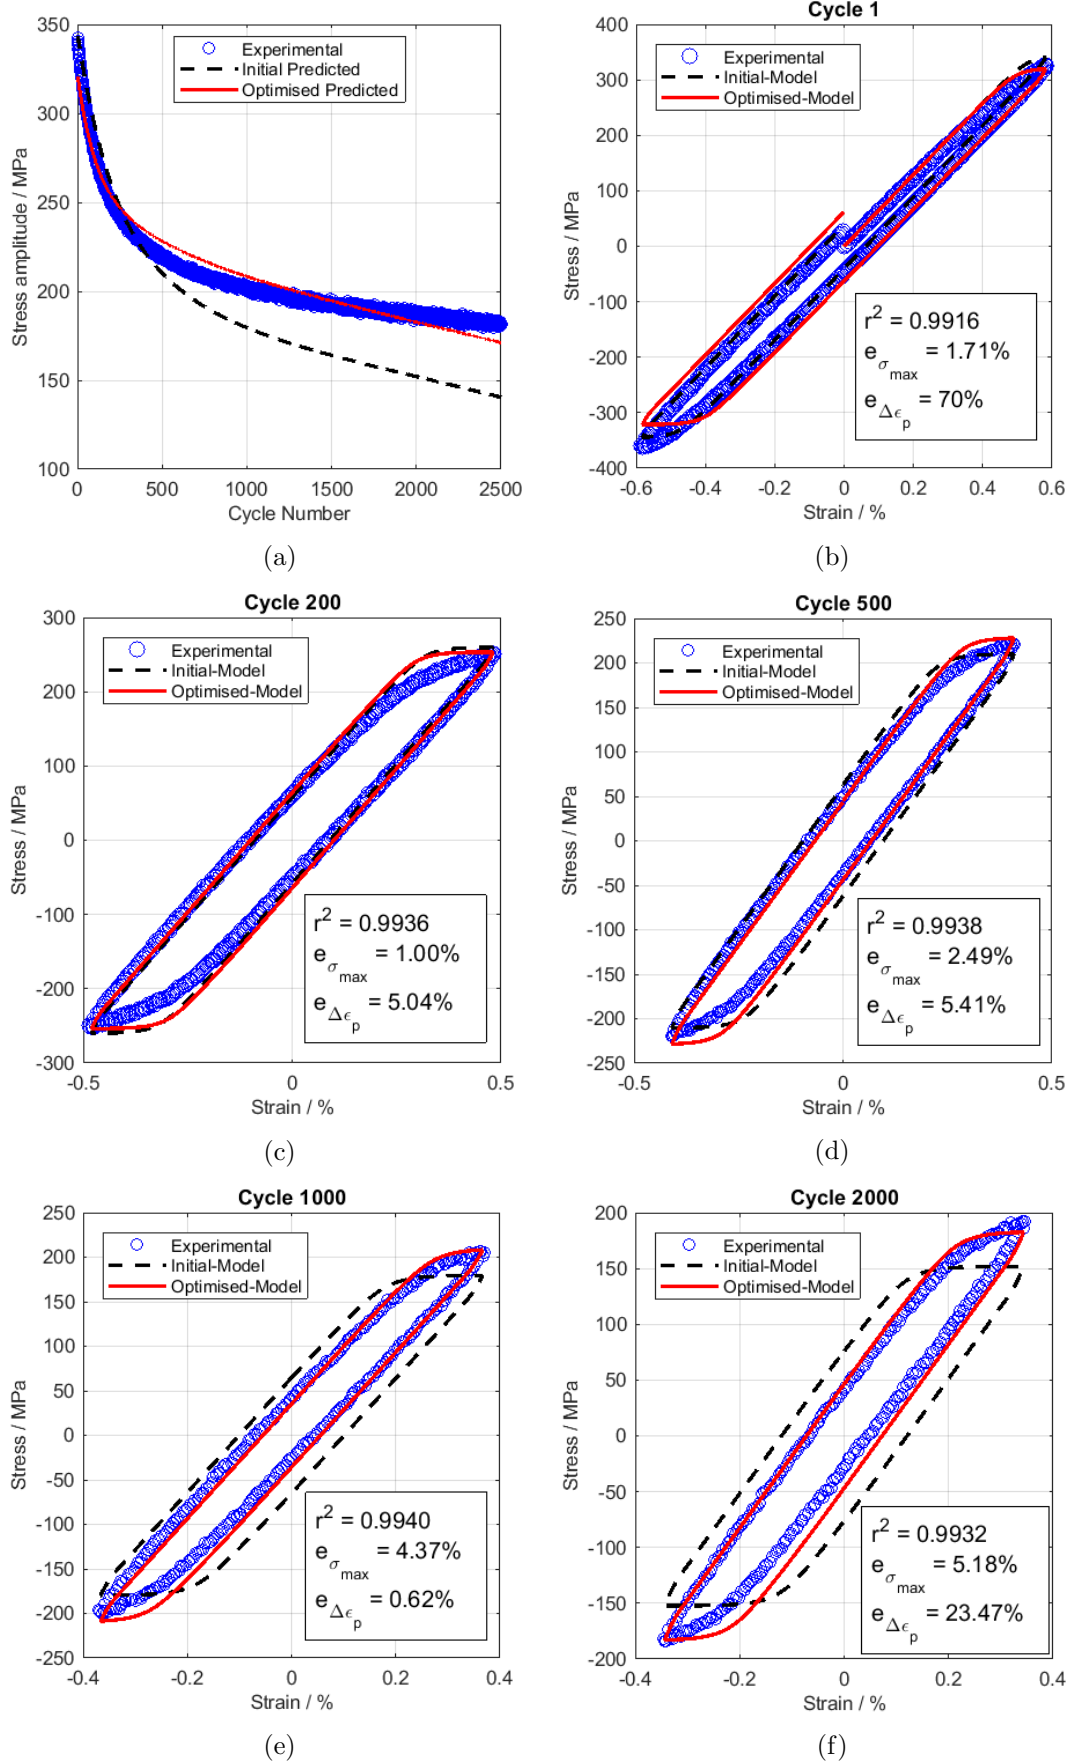 350
300
250
200
150
100
Stress amplitude / MPa
Experimental
Initial Predicted
Optimised Predicted
0
500
1000
1500
2000
2500
Cycle Number
(a)
Cycle 1
400
300
200
100
0
-100
-200
-300
-400
Stress / MPa
Experimental
Initial-Model
Optimised-Model
r² = 0.9916
e_σ_max = 1.71%
e_Δϵ_p = 70%
-0.6
-0.4
-0.2
0
0.2
0.4
0.6
Strain / %
(b)
Cycle 200
300
200
100
0
-100
-200
-300
Stress / MPa
Experimental
Initial-Model
Optimised-Model
r² = 0.9936
e_σ_max = 1.00%
e_Δϵ_p = 5.04%
-0.5
0
0.5
Strain / %
(c)
Cycle 500
250
200
150
100
50
0
-50
-100
-150
-200
-250
Stress / MPa
Experimental
Initial-Model
Optimised-Model
r² = 0.9938
e_σ_max = 2.49%
e_Δϵ_p = 5.41%
-0.5
0
0.5
Strain / %
(d)
Cycle 1000
250
200
150
100
50
0
-50
-100
-150
-200
-250
Stress / MPa
Experimental
Initial-Model
Optimised-Model
r² = 0.9940
e_σ_max = 4.37%
e_Δϵ_p = 0.62%
-0.4
-0.2
0
0.2
0.4
Strain / %
(e)
Cycle 2000
200
150
100
50
0
-50
-100
-150
-200
Stress / MPa
Experimental
Initial-Model
Optimised-Model
r² = 0.9932
e_σ_max = 5.18%
e_Δϵ_p = 23.47%
-0.4
-0.2
0
0.2
0.4
Strain / %
(f)